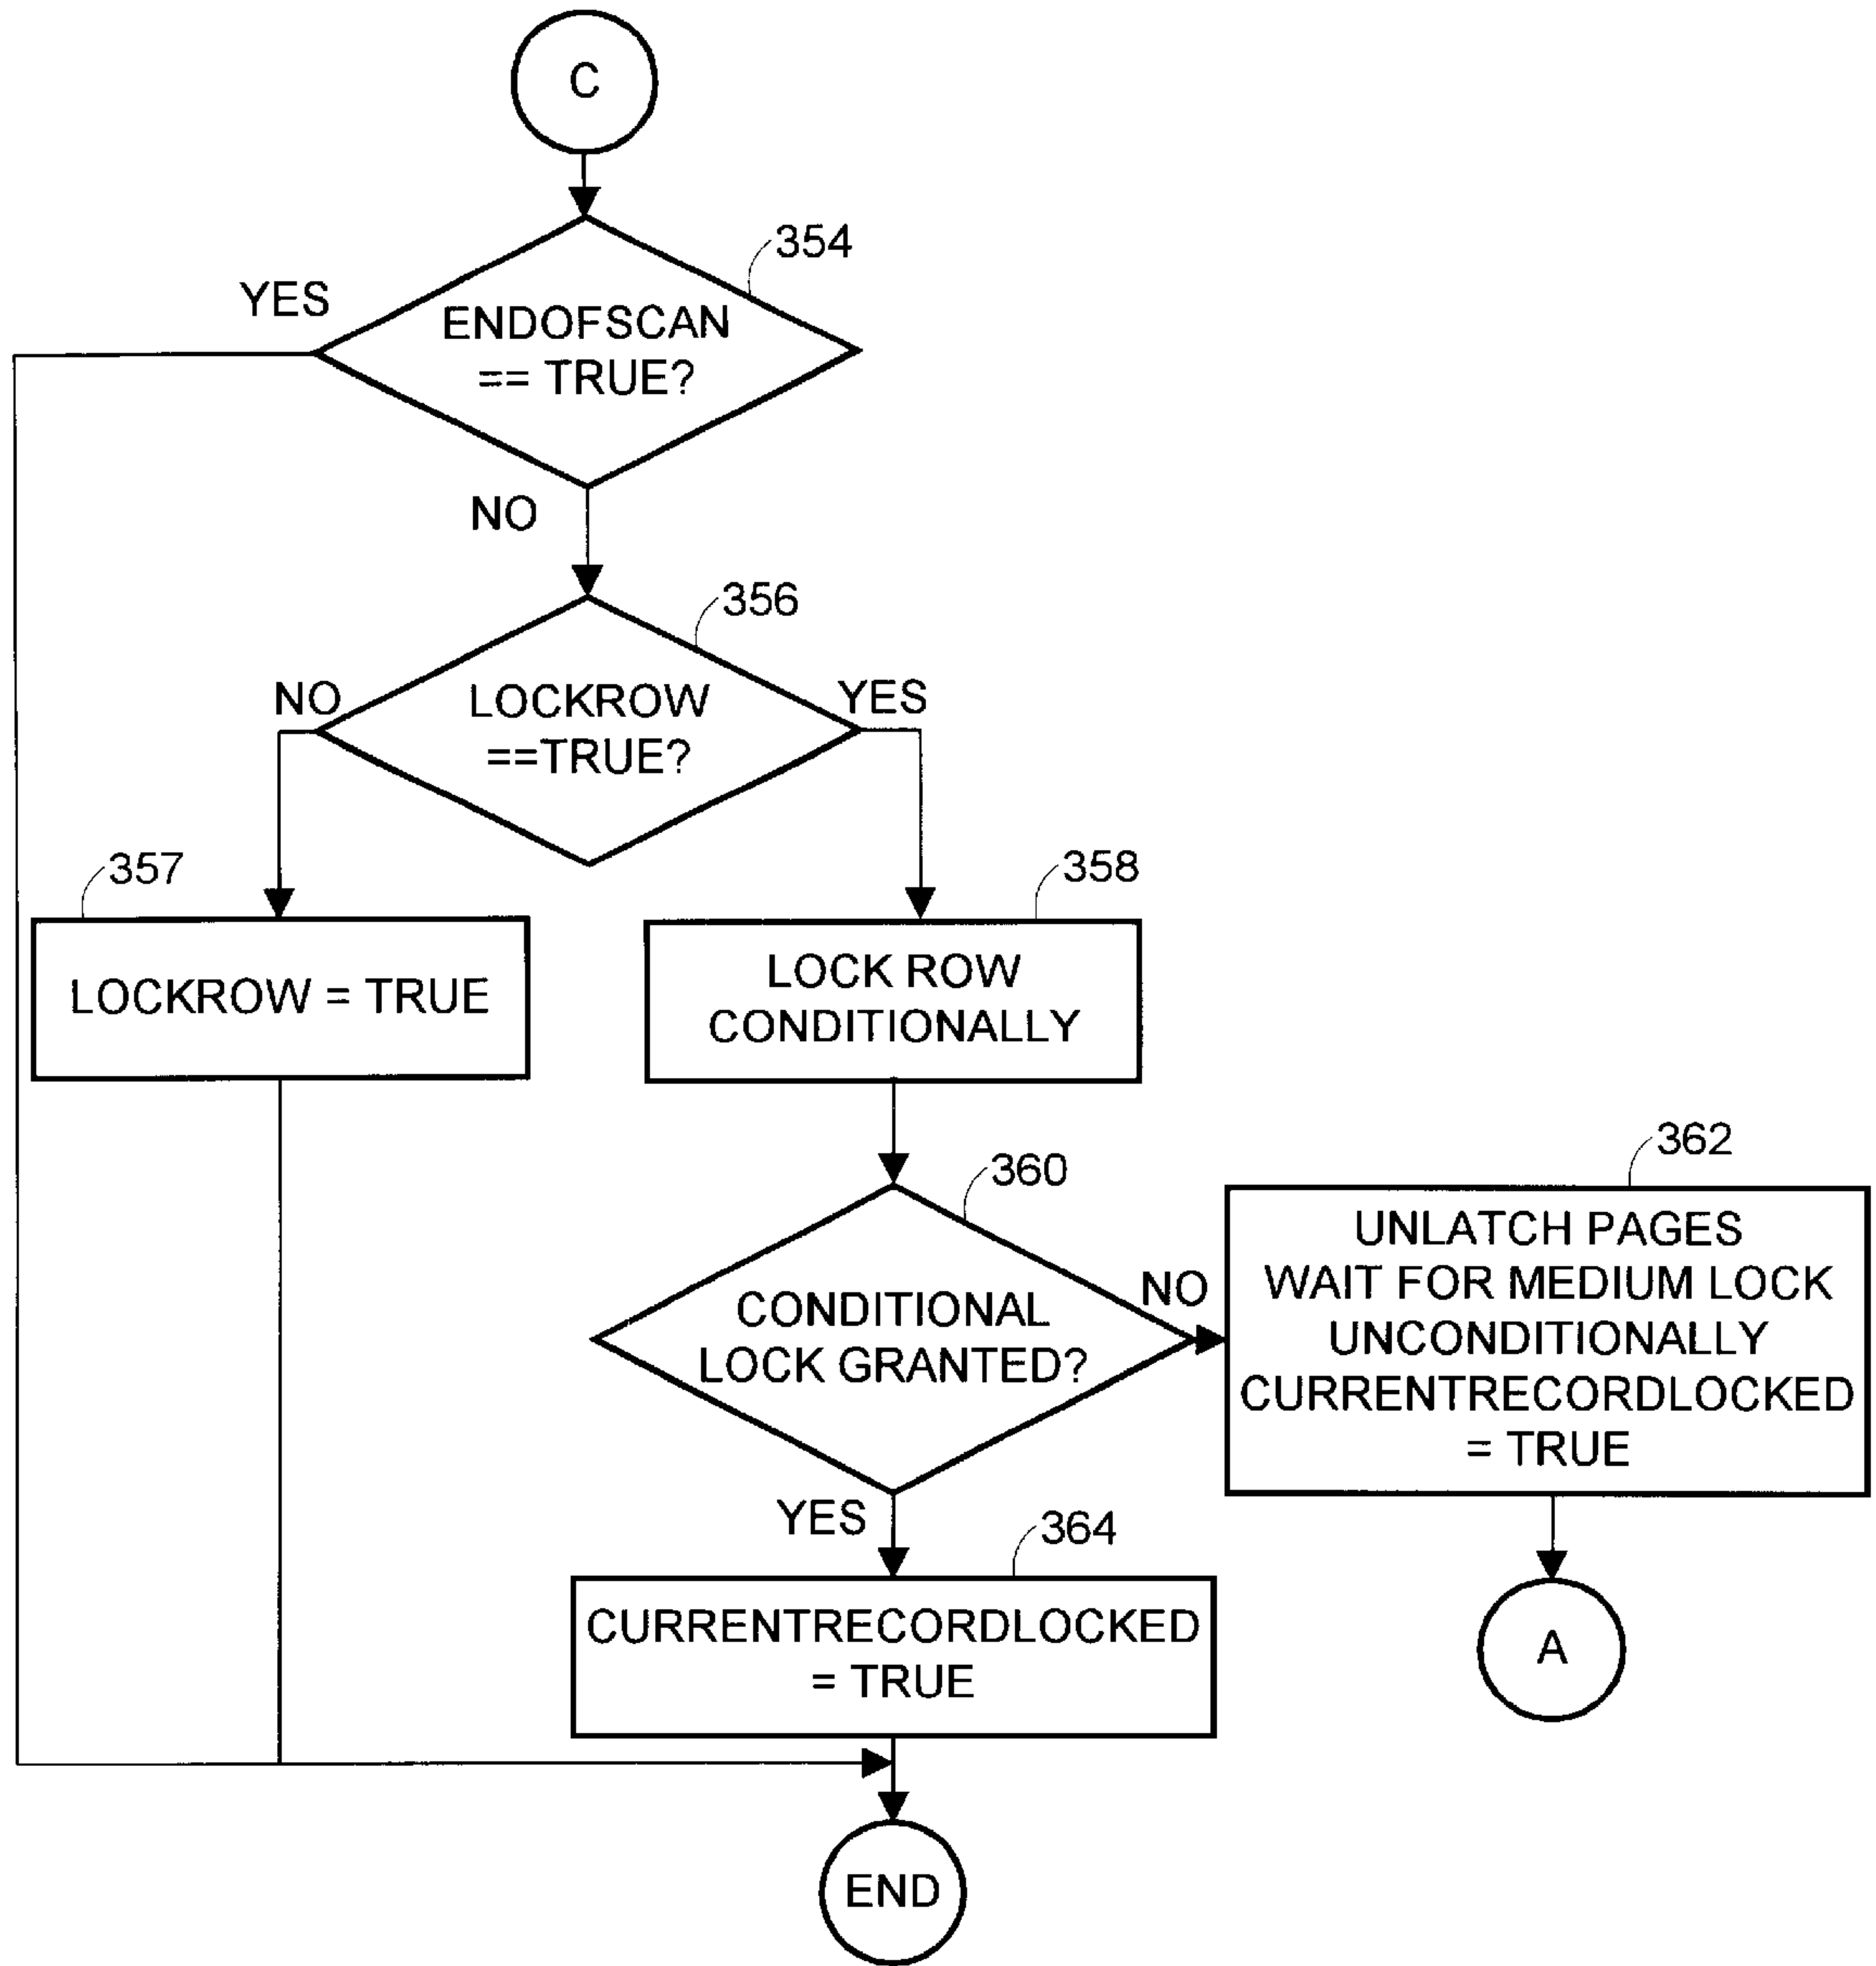 C
354
YES
ENDOFSCAN
== TRUE?
NO
356
NO
LOCKROW
==TRUE?
YES
357
LOCKROW = TRUE
358
LOCK ROW
CONDITIONALLY
360
CONDITIONAL
LOCK GRANTED?
NO
362
UNLATCH PAGES
WAIT FOR MEDIUM LOCK
UNCONDITIONALLY
CURRENTRECORDLOCKED
= TRUE
YES
364
CURRENTRECORDLOCKED
= TRUE
A
END